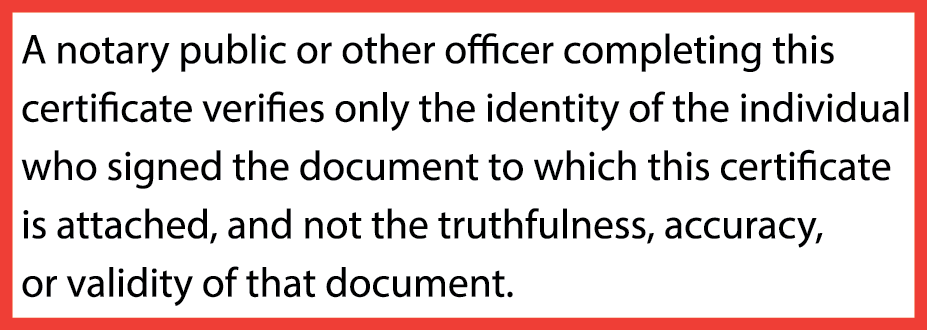 A notary public or other officer completing this
certificate verifies only the identity of the individual
who signed the document to which this certificate
is attached, and not the truthfulness, accuracy,
or validity of that document.